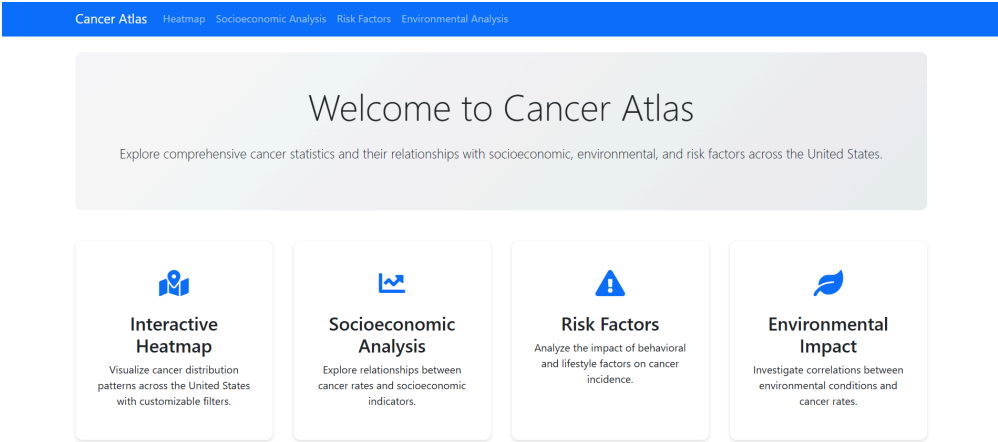 Cancer Atlas Heatmap Socioeconomic Analysis Risk Factors Environmental Analysis
Welcome to Cancer Atlas
Explore comprehensive cancer statistics and their relationships with socioeconomic, environmental, and risk factors across the United States.
Interactive
Heatmap
Visualize cancer distribution
patterns across the United States
with customizable filters.
Socioeconomic
Analysis
Explore relationships between
cancer rates and socioeconomic
indicators.
Risk Factors
Analyze the impact of behavioral
and lifestyle factors on cancer
incidence.
Environmental
Impact
Investigate correlations between
environmental conditions and
cancer rates.